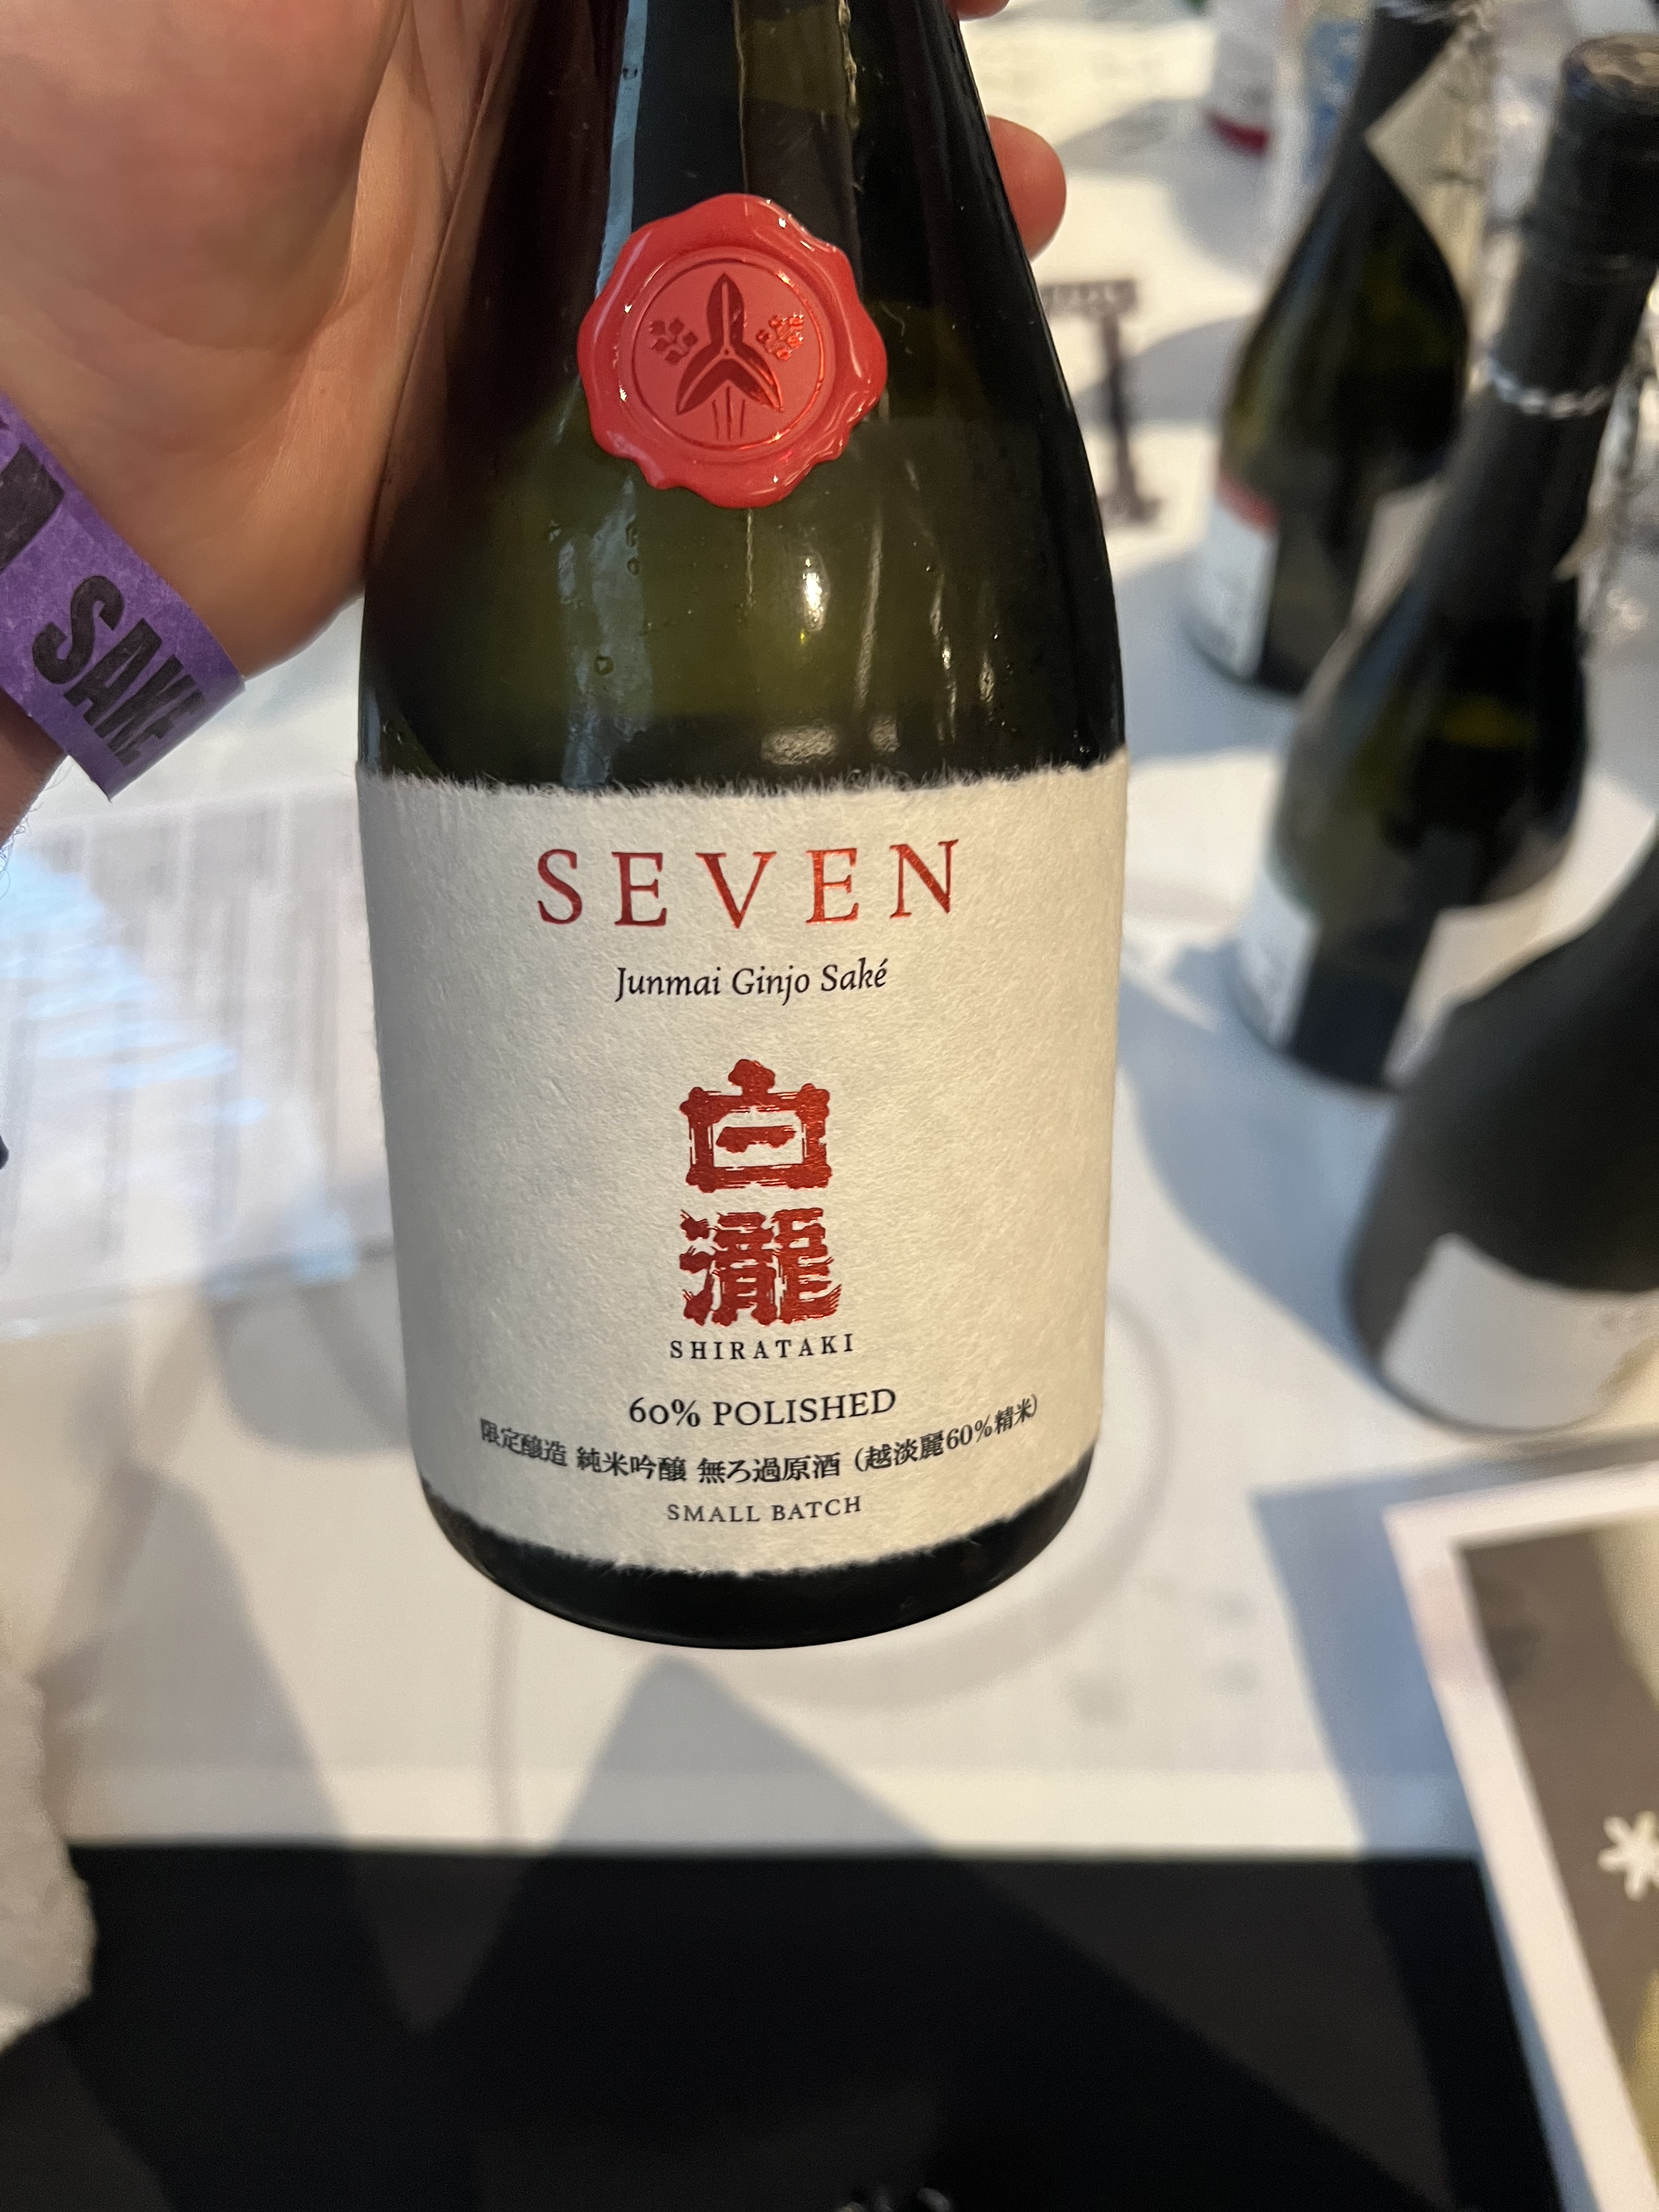 SAKE
SEVEN
Junmai Ginjo Saké
白
瀧
SHIRATAKI
60% POLISHED
限定醸造 純米吟醸 無ろ過原酒（越淡麗60%精米）
SMALL BATCH